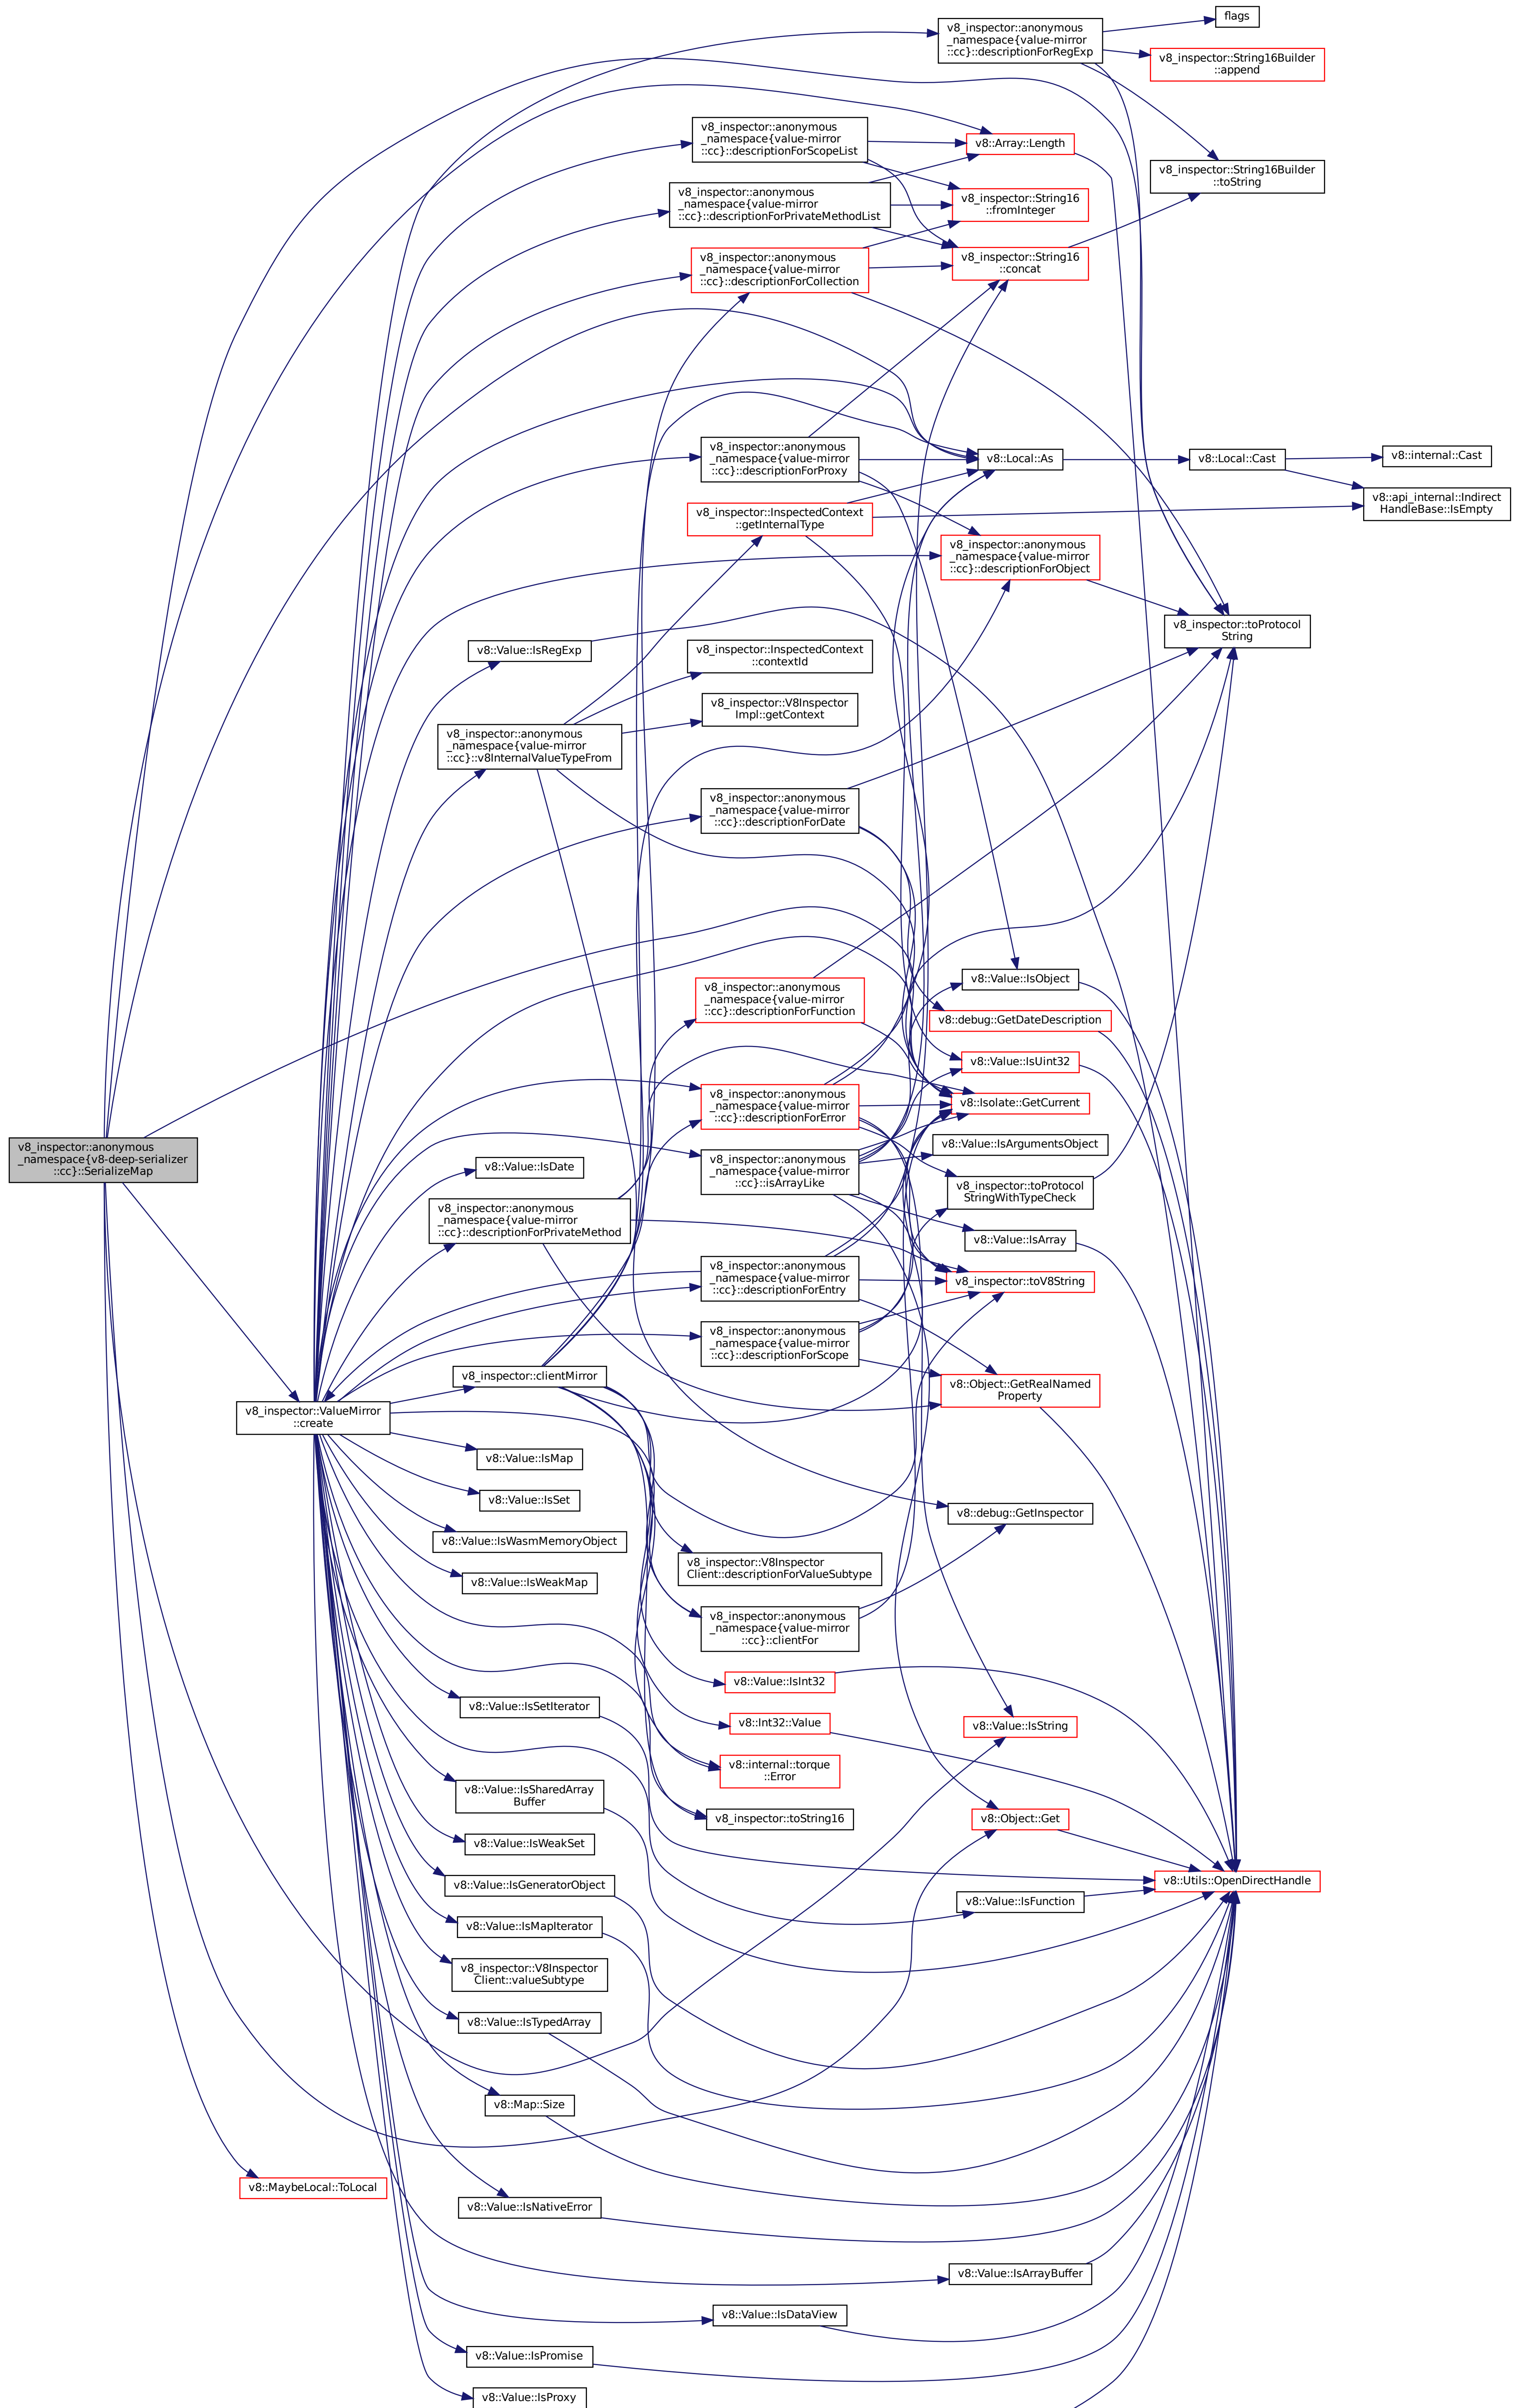 v8_inspector::anonymous
_namespace{value-mirror
::cc}::descriptionForRegExp
flags
v8_inspector::String16Builder
::append
v8_inspector::anonymous
_namespace{value-mirror
::cc}::descriptionForScopeList
v8::Array::Length
v8_inspector::String16Builder
::toString
v8_inspector::anonymous
_namespace{value-mirror
::cc}::descriptionForPrivateMethodList
v8_inspector::String16
::fromInteger
v8_inspector::anonymous
_namespace{value-mirror
::cc}::descriptionForCollection
v8_inspector::String16
::concat
v8_inspector::anonymous
_namespace{value-mirror
::cc}::descriptionForProxy
v8::Local::As
v8::Local::Cast
v8::internal::Cast
v8::api_internal::Indirect
HandleBase::IsEmpty
v8_inspector::InspectedContext
::getInternalType
v8_inspector::anonymous
_namespace{value-mirror
::cc}::descriptionForObject
v8_inspector::toProtocol
String
v8::Value::IsRegExp
v8_inspector::InspectedContext
::contextId
v8_inspector::V8Inspector
Impl::getContext
v8_inspector::anonymous
_namespace{value-mirror
::cc}::v8InternalValueTypeFrom
v8_inspector::anonymous
_namespace{value-mirror
::cc}::descriptionForDate
v8::Value::IsObject
v8_inspector::anonymous
_namespace{value-mirror
::cc}::descriptionForFunction
v8::debug::GetDateDescription
v8::Value::IsUint32
v8_inspector::anonymous
_namespace{value-mirror
::cc}::descriptionForError
v8::Isolate::GetCurrent
v8::Value::IsArgumentsObject
v8_inspector::anonymous
_namespace{v8-deep-serializer
::cc}::SerializeMap
v8::Value::IsDate
v8_inspector::anonymous
_namespace{value-mirror
::cc}::isArrayLike
v8_inspector::toProtocol
StringWithTypeCheck
v8_inspector::anonymous
_namespace{value-mirror
::cc}::descriptionForPrivateMethod
v8::Value::IsArray
v8_inspector::anonymous
_namespace{value-mirror
::cc}::descriptionForEntry
v8_inspector::toV8String
v8_inspector::anonymous
_namespace{value-mirror
::cc}::descriptionForScope
v8_inspector::clientMirror
v8::Object::GetRealNamed
Property
v8_inspector::ValueMirror
::create
v8::Value::IsMap
v8::Value::IsSet
v8::debug::GetInspector
v8::Value::IsWasmMemoryObject
v8_inspector::V8Inspector
Client::descriptionForValueSubtype
v8::Value::IsWeakMap
v8_inspector::anonymous
_namespace{value-mirror
::cc}::clientFor
v8::Value::IsInt32
v8::Value::IsSetIterator
v8::Int32::Value
v8::Value::IsString
v8::internal::torque
::Error
v8::Value::IsSharedArray
Buffer
v8_inspector::toString16
v8::Object::Get
v8::Value::IsWeakSet
v8::Value::IsGeneratorObject
v8::Utils::OpenDirectHandle
v8::Value::IsFunction
v8::Value::IsMapIterator
v8_inspector::V8Inspector
Client::valueSubtype
v8::Value::IsTypedArray
v8::Map::Size
v8::MaybeLocal::ToLocal
v8::Value::IsNativeError
v8::Value::IsArrayBuffer
v8::Value::IsDataView
v8::Value::IsPromise
v8::Value::IsProxy